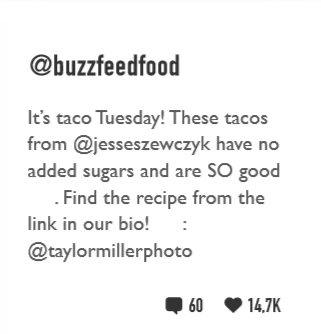 @buzzfeedfood
It's taco Tuesday! These tacos
from @jesseszewczyk have no
added sugars and are SO good
. Find the recipe from the
link in our bio! :
@taylormillerphoto
60 14,7K